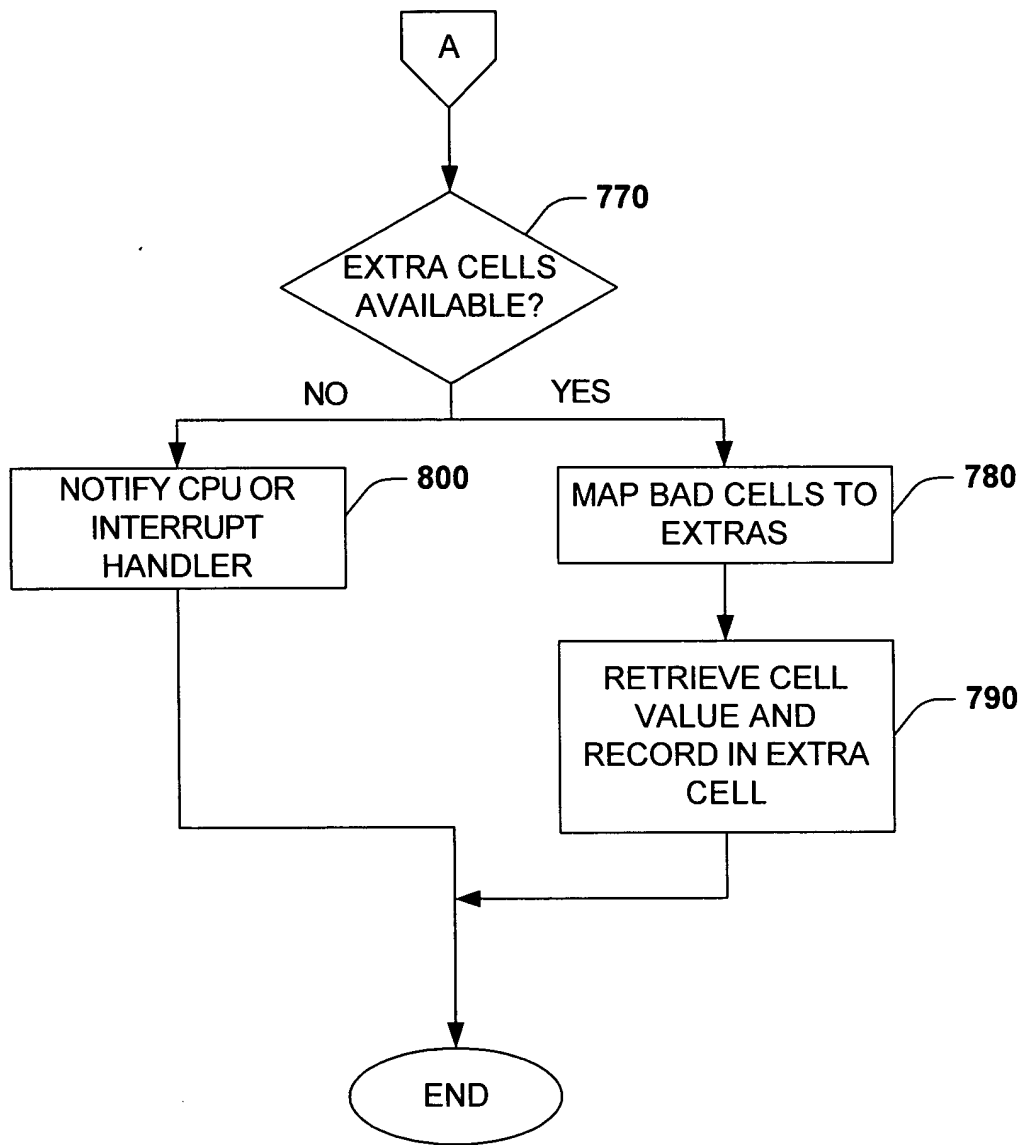 A
770
EXTRA CELLS
AVAILABLE?
NO
YES
NOTIFY CPU OR
INTERRUPT
HANDLER
800
MAP BAD CELLS TO
EXTRAS
780
RETRIEVE CELL
VALUE AND
RECORD IN EXTRA
CELL
790
END